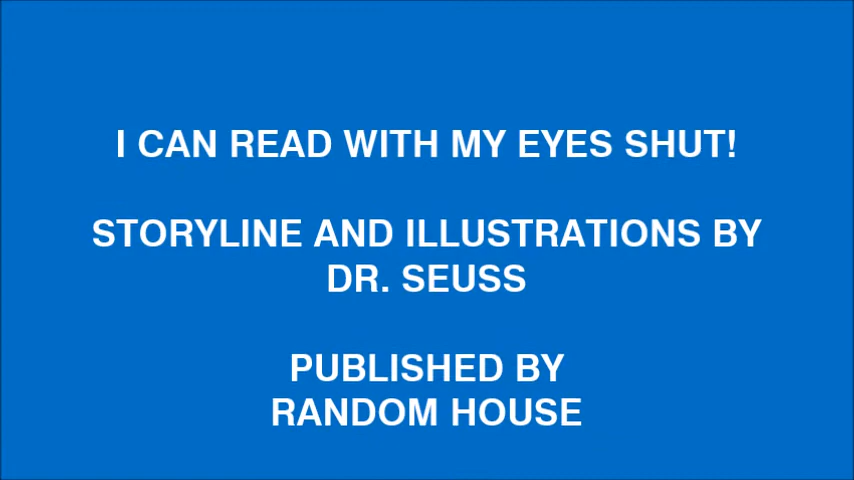 I CAN READ WITH MY EYES SHUT!
STORYLINE AND ILLUSTRATIONS BY
DR. SEUSS
PUBLISHED BY
RANDOM HOUSE